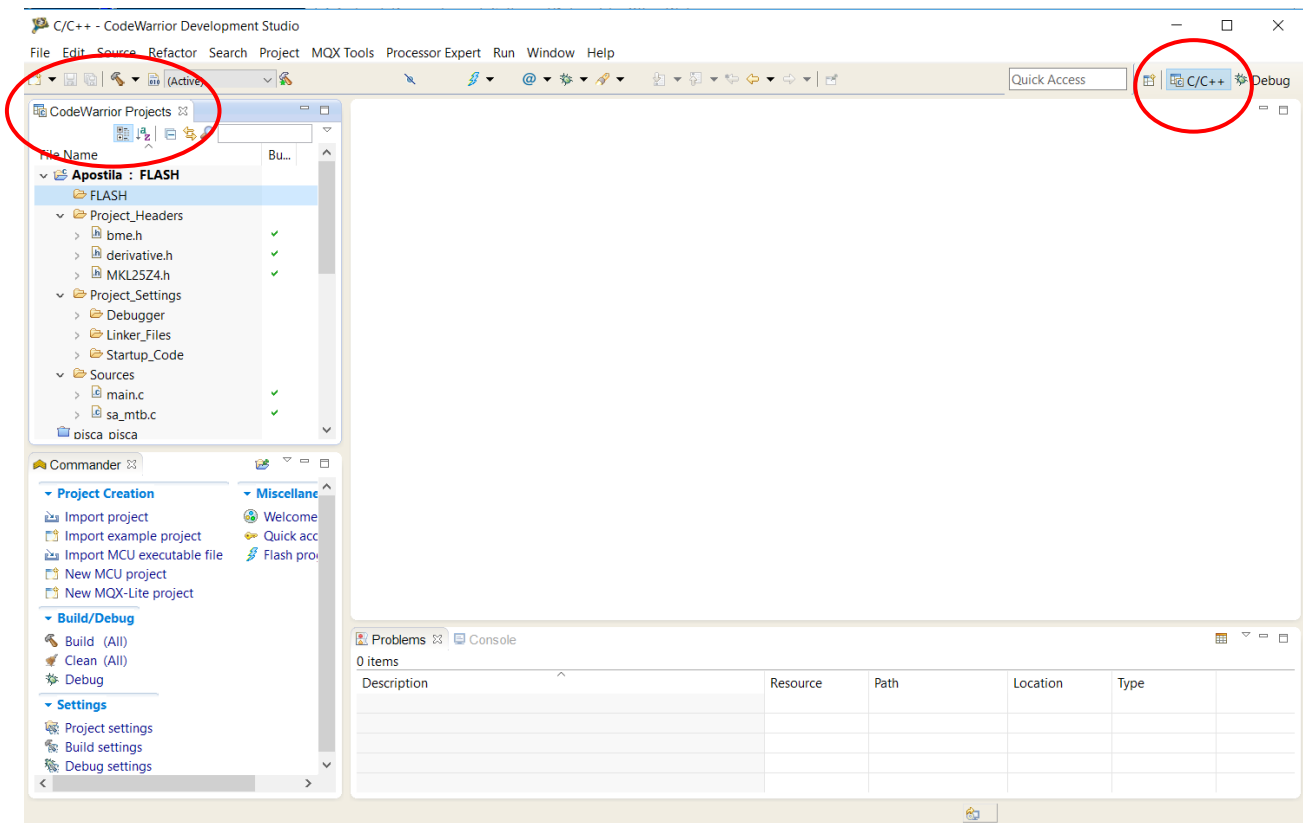 C/C++ - CodeWarrior Development Studio
File Edit Source Refactor Search Project MQX Tools Processor Expert Run Window Help
(Active)
Quick Access
C/C++
Debug
CodeWarrior Projects
File Name Bu...
Apostila : FLASH
FLASH
Project_Headers
bme.h
derivative.h
MKL25Z4.h
Project_Settings
Debugger
Linker_Files
Startup_Code
Sources
main.c
sa_mtb.c
pisca_pisca
Commander
Project Creation
Import project
Import example project
Import MCU executable file
New MCU project
New MQX-Lite project
Miscellane
Welcome
Quick acc
Flash pro
Build/Debug
Build (All)
Clean (All)
Debug
Settings
Project settings
Build settings
Debug settings
Problems Console
0 items
Description Resource Path Location Type